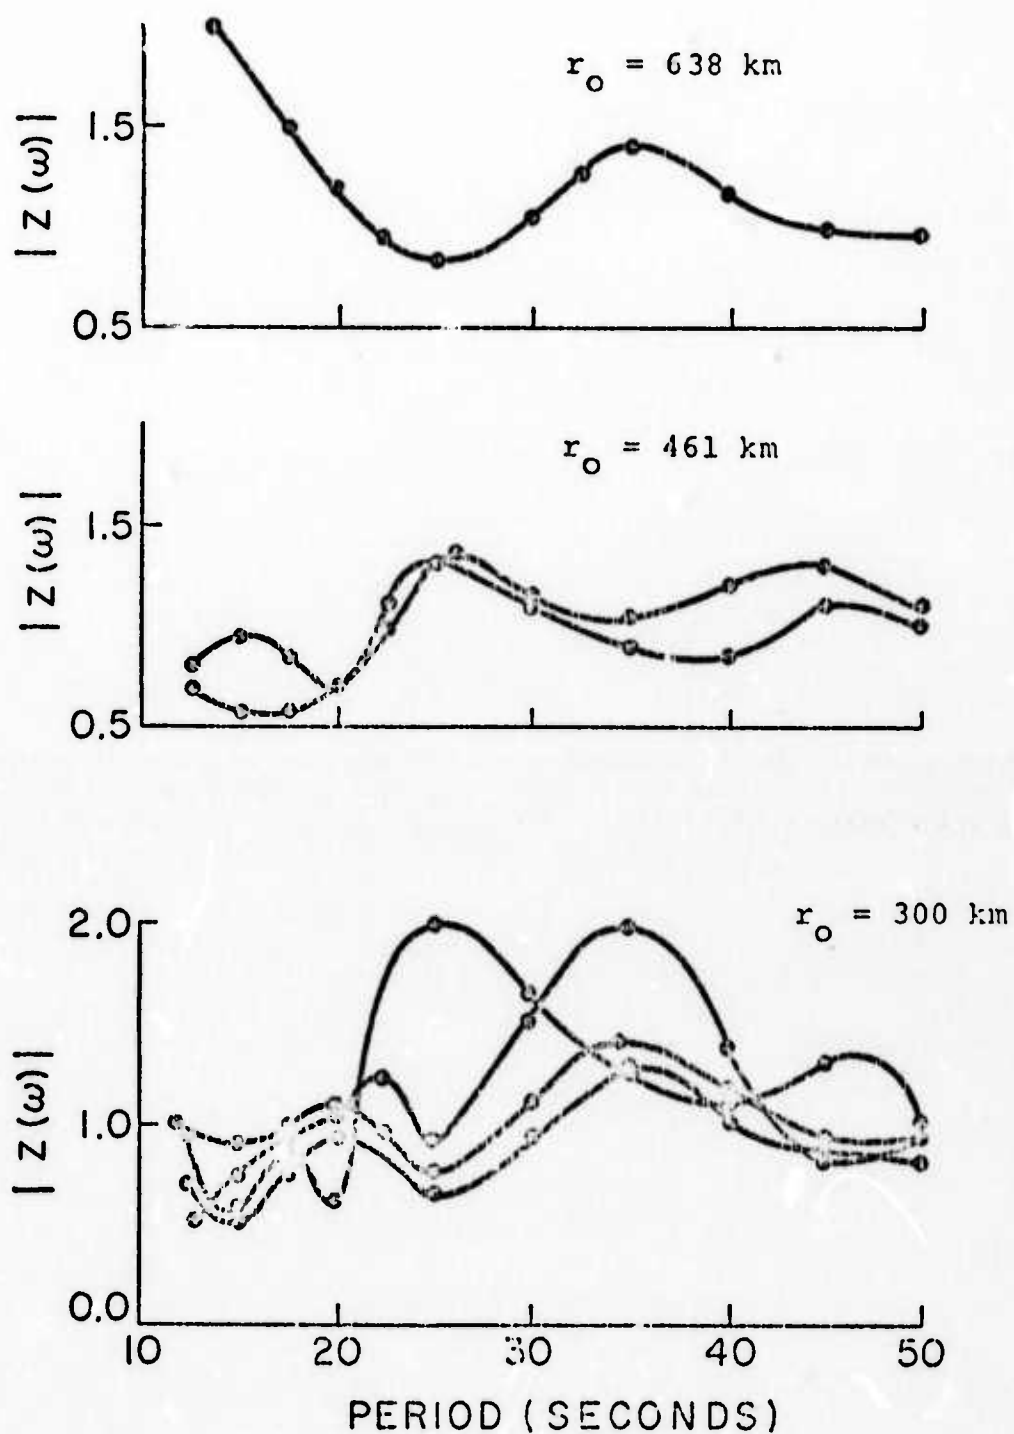 r_o = 638 km
|Z(ω)|
1.5
0.5
r_o = 461 km
|Z(ω)|
1.5
0.5
r_o = 300 km
|Z(ω)|
2.0
1.0
0.0
10 20 30 40 50
PERIOD (SECONDS)